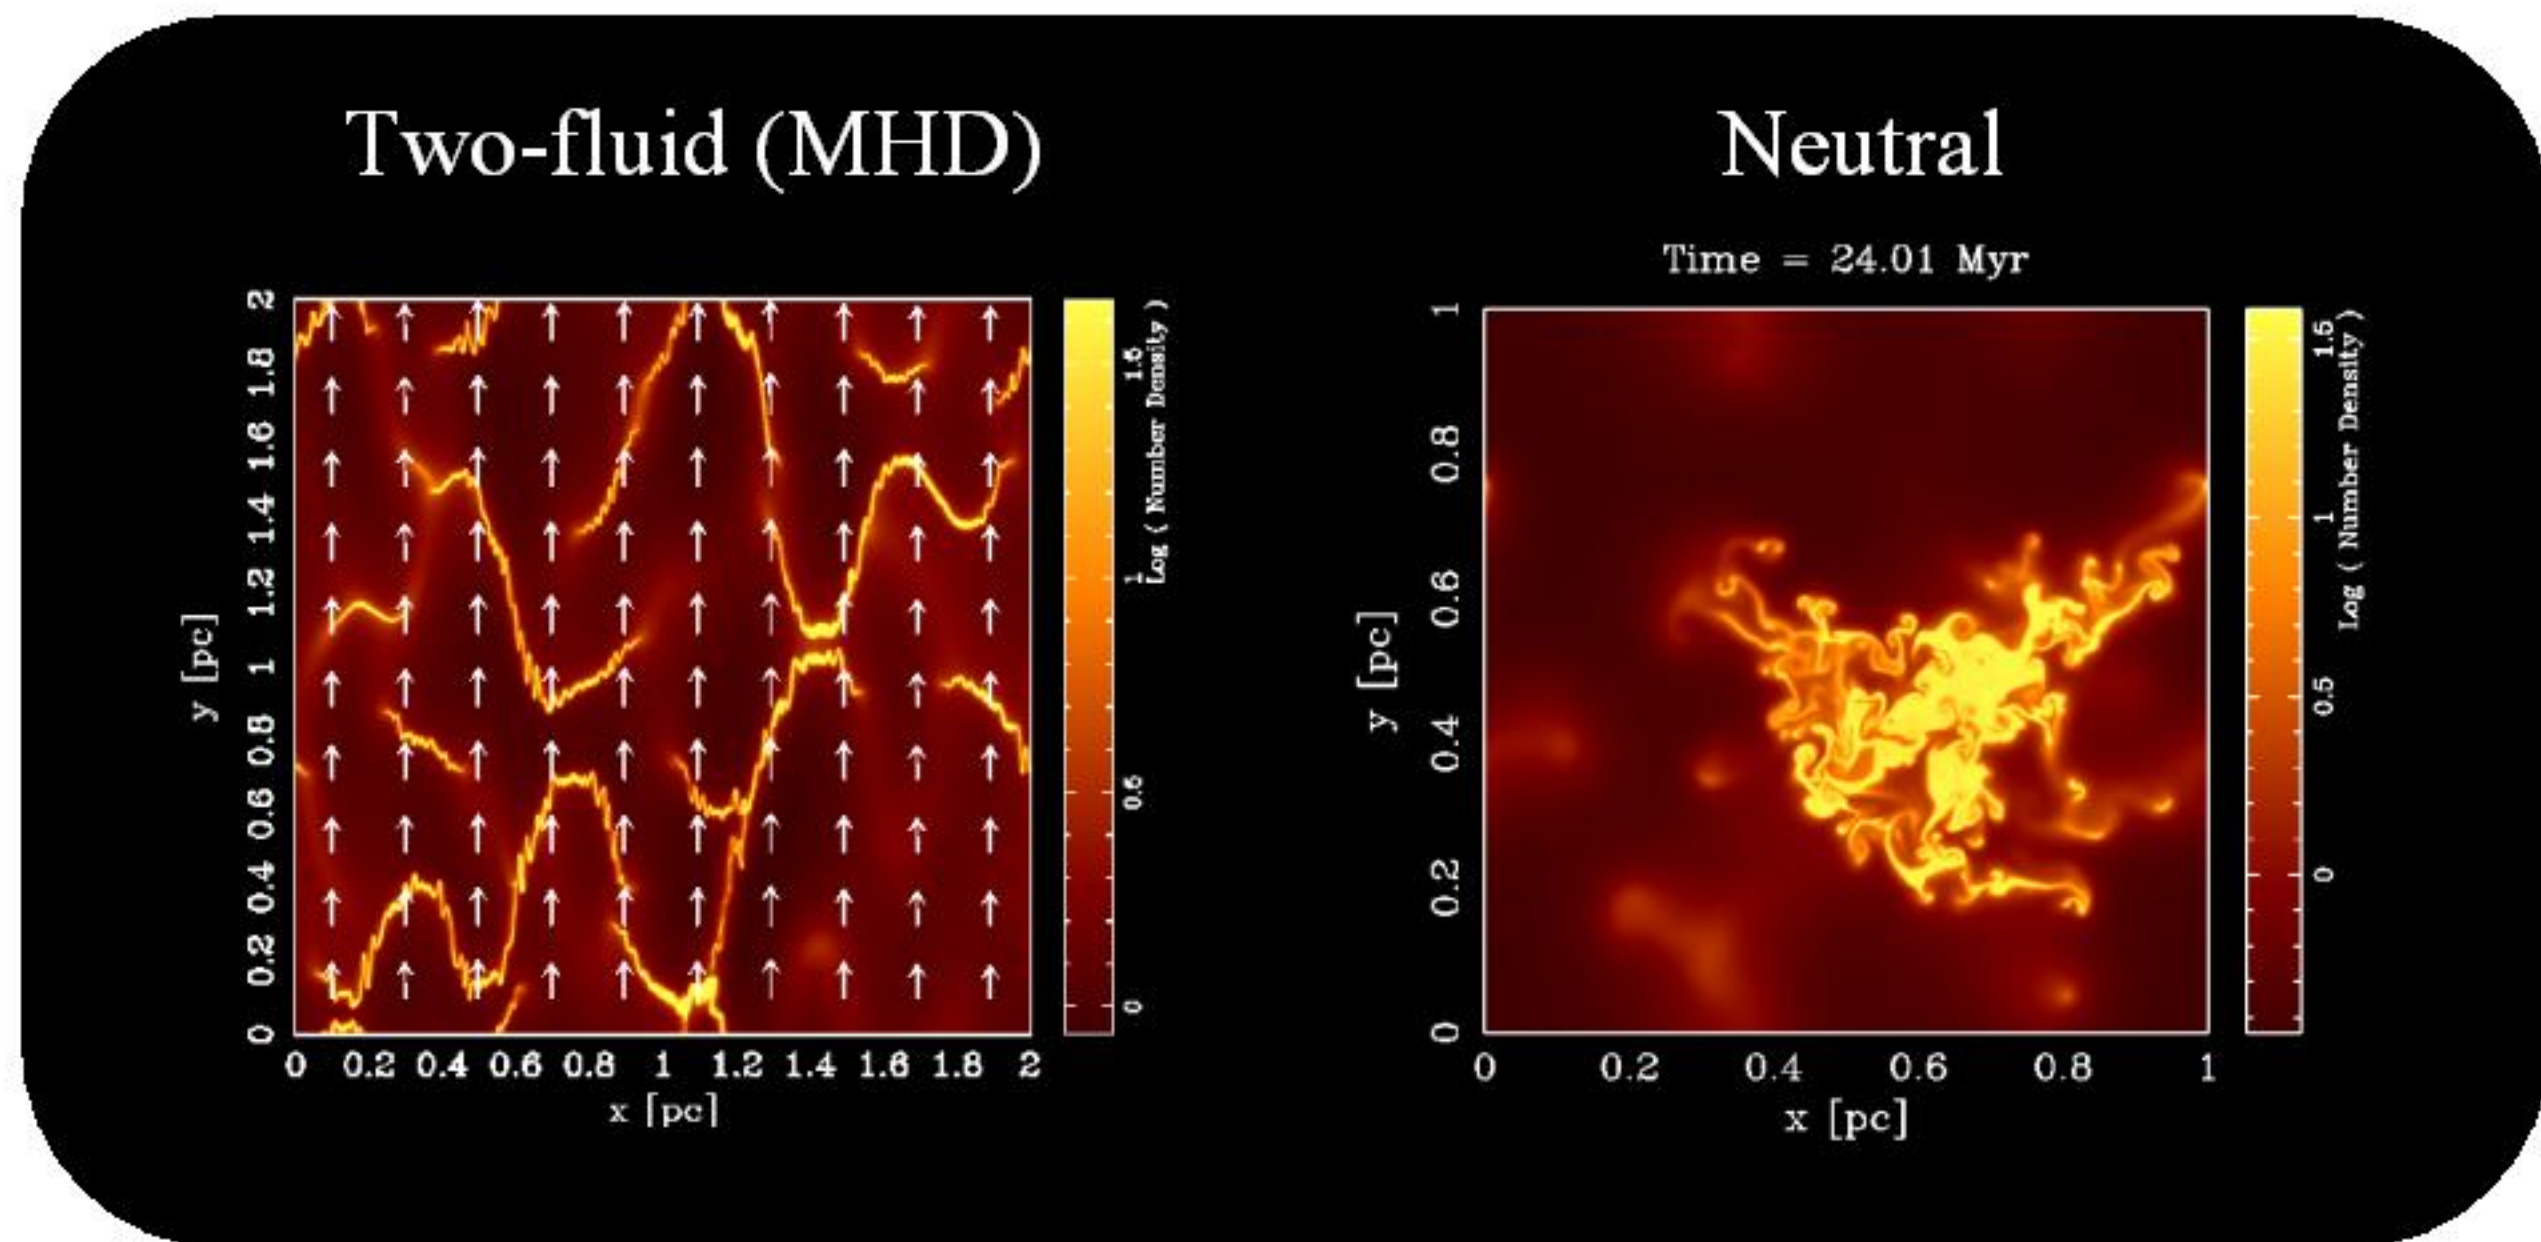 Two-fluid (MHD)
Neutral
Time = 24.01 Myr
2
1.8
1.6
1.4
1.2
1
0.8
0.6
0.4
0.2
0
y [pc]
0 0.2 0.4 0.6 0.8 1 1.2 1.4 1.6 1.8 2
x [pc]
1.5
1
0.5
0
Log ( Number Density )
1
0.8
0.6
0.4
0.2
0
y [pc]
0 0.2 0.4 0.6 0.8 1
x [pc]
1.5
1
0.5
0
Log ( Number Density )